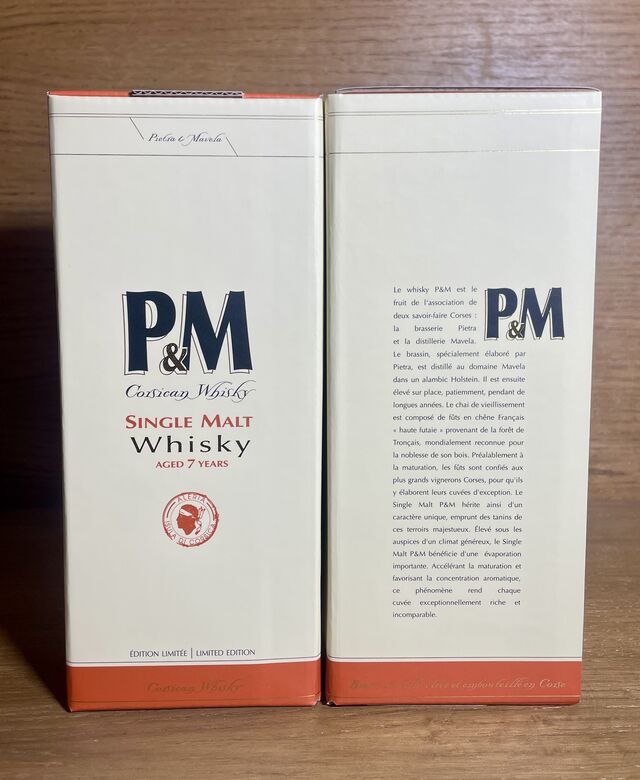 Pietra & Mavela
P&M
Corsican Whisky
SINGLE MALT
Whisky
AGED 7 YEARS
ALERIA
ISULA DI CORSICA
ÉDITION LIMITÉE | LIMITED EDITION
Corsican Whisky
P&M
Le whisky P&M est le
fruit de l'association de
deux savoir-faire Corses :
la brasserie Pietra
et la distillerie Mavela.
Le brassin, spécialement élaboré par
Pietra, est distillé au domaine Mavela
dans un alambic Holstein. Il est ensuite
élevé sur place, patiemment, pendant de
longues années. Le chai de vieillissement
est composé de fûts en chêne Français
« haute futaie » provenant de la forêt de
Tronçais, mondialement reconnue pour
la noblesse de son bois. Préalablement à
la maturation, les fûts sont confiés aux
plus grands vignerons Corses, pour qu'ils
y élaborent leurs cuvées d'exception. Le
Single Malt P&M hérite ainsi d'un
caractère unique, emprunt des tanins de
ces terroirs majestueux. Élevé sous les
auspices d'un climat généreux, le Single
Malt P&M bénéficie d'une évaporation
importante. Accélérant la maturation et
favorisant la concentration aromatique,
ce phénomène rend chaque
cuvée exceptionnellement riche et
incomparable.
et embouteillé en Corse